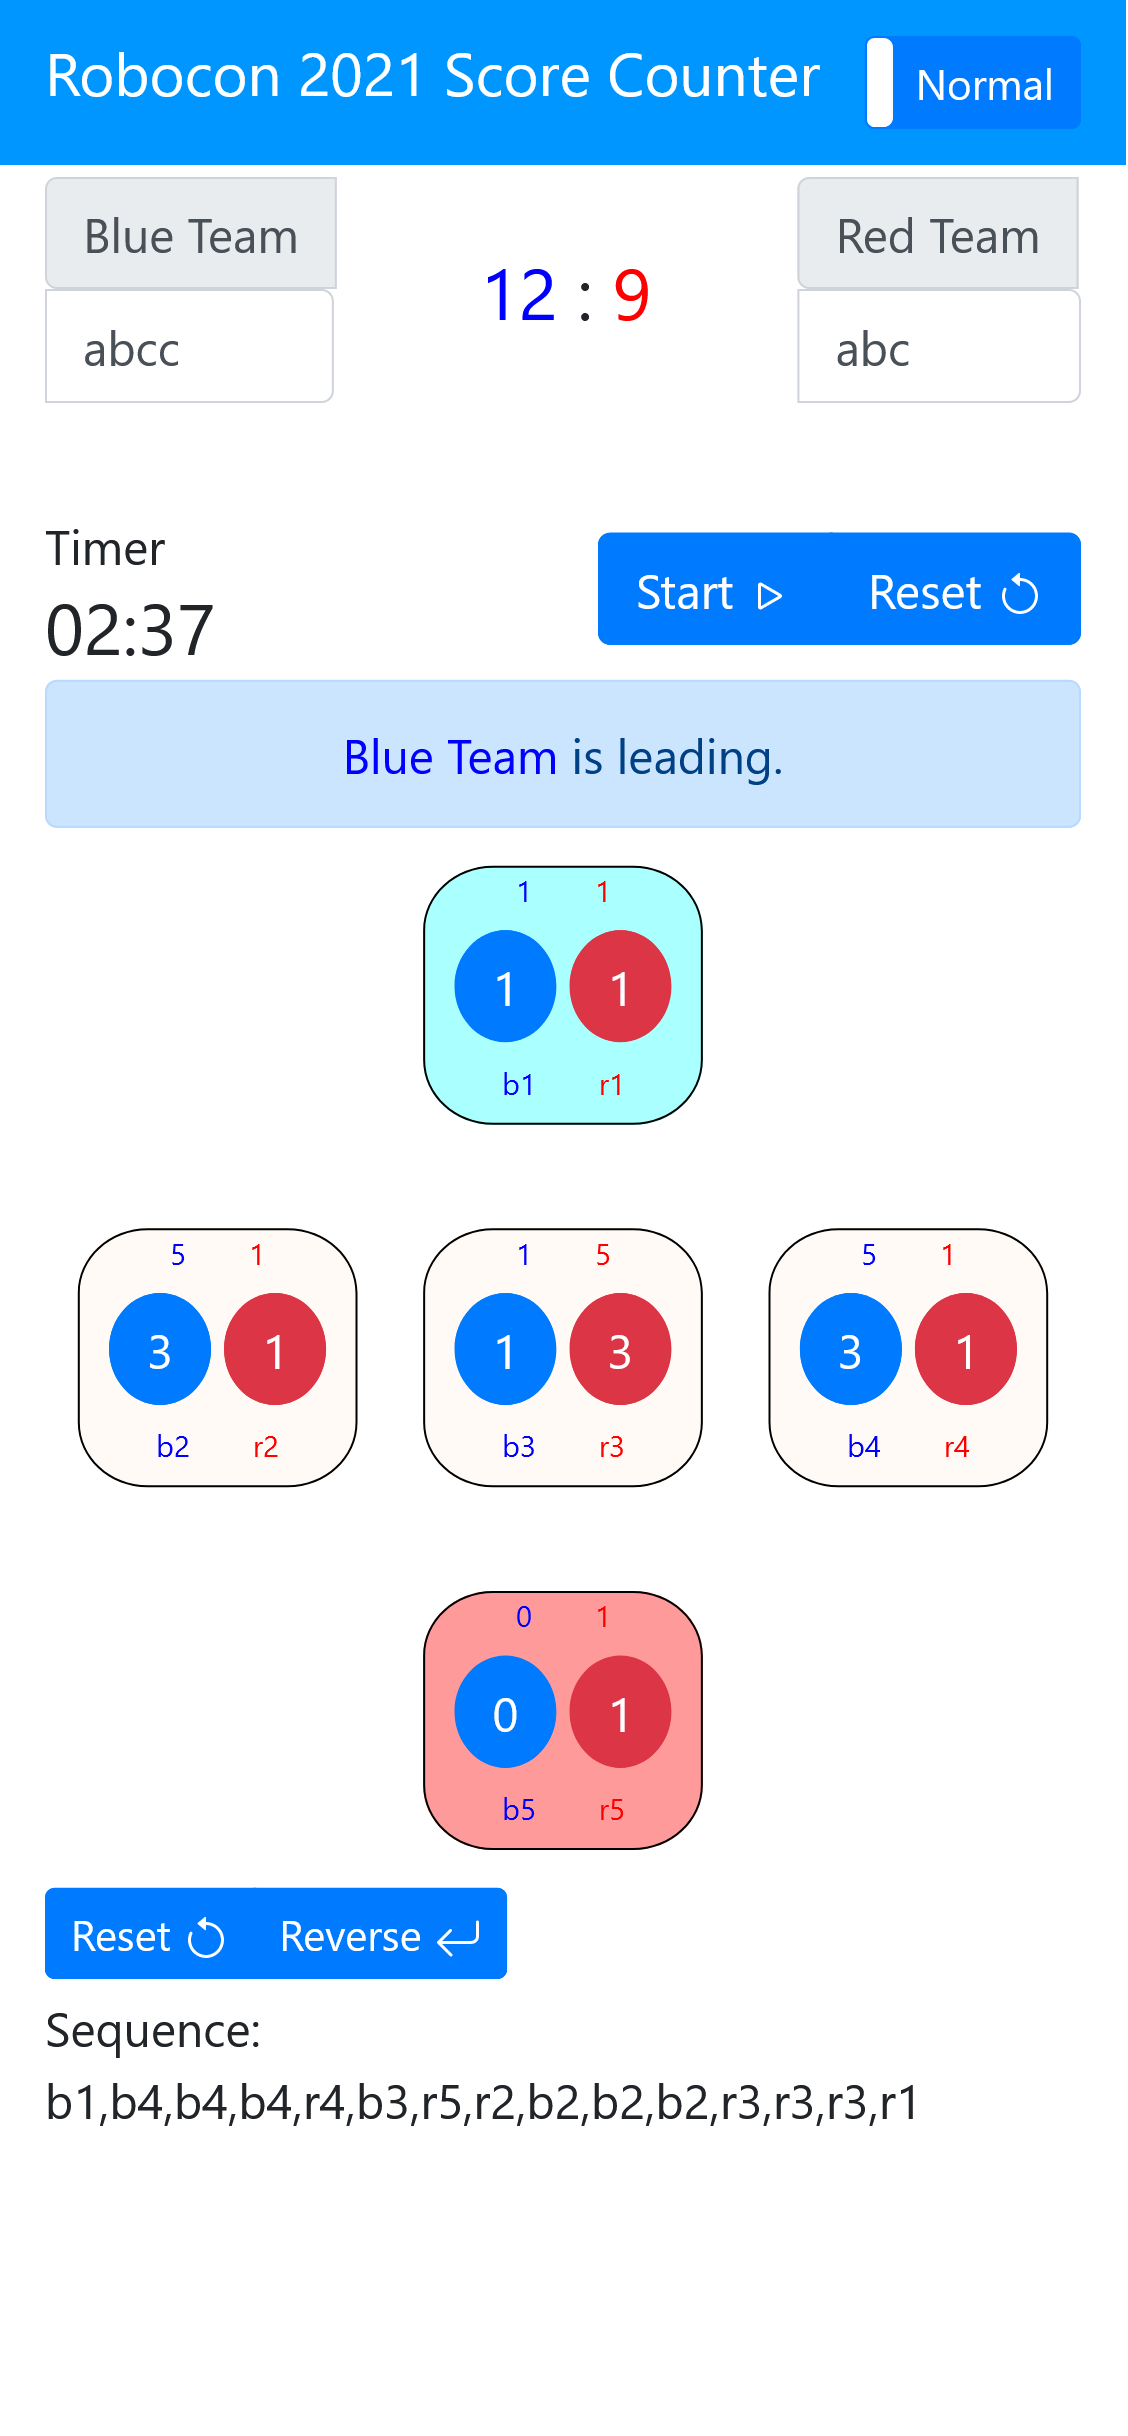 Robocon 2021 Score Counter
Normal
Blue Team
abcc
12 : 9
Red Team
abc
Timer
02:37
Start
Reset
Blue Team is leading.
1 1
1 1
b1 r1
5 1
3 1
b2 r2
1 5
1 3
b3 r3
5 1
3 1
b4 r4
0 1
0 1
b5 r5
Reset
Reverse
Sequence:
b1,b4,b4,b4,r4,b3,r5,r2,b2,b2,b2,r3,r3,r3,r1